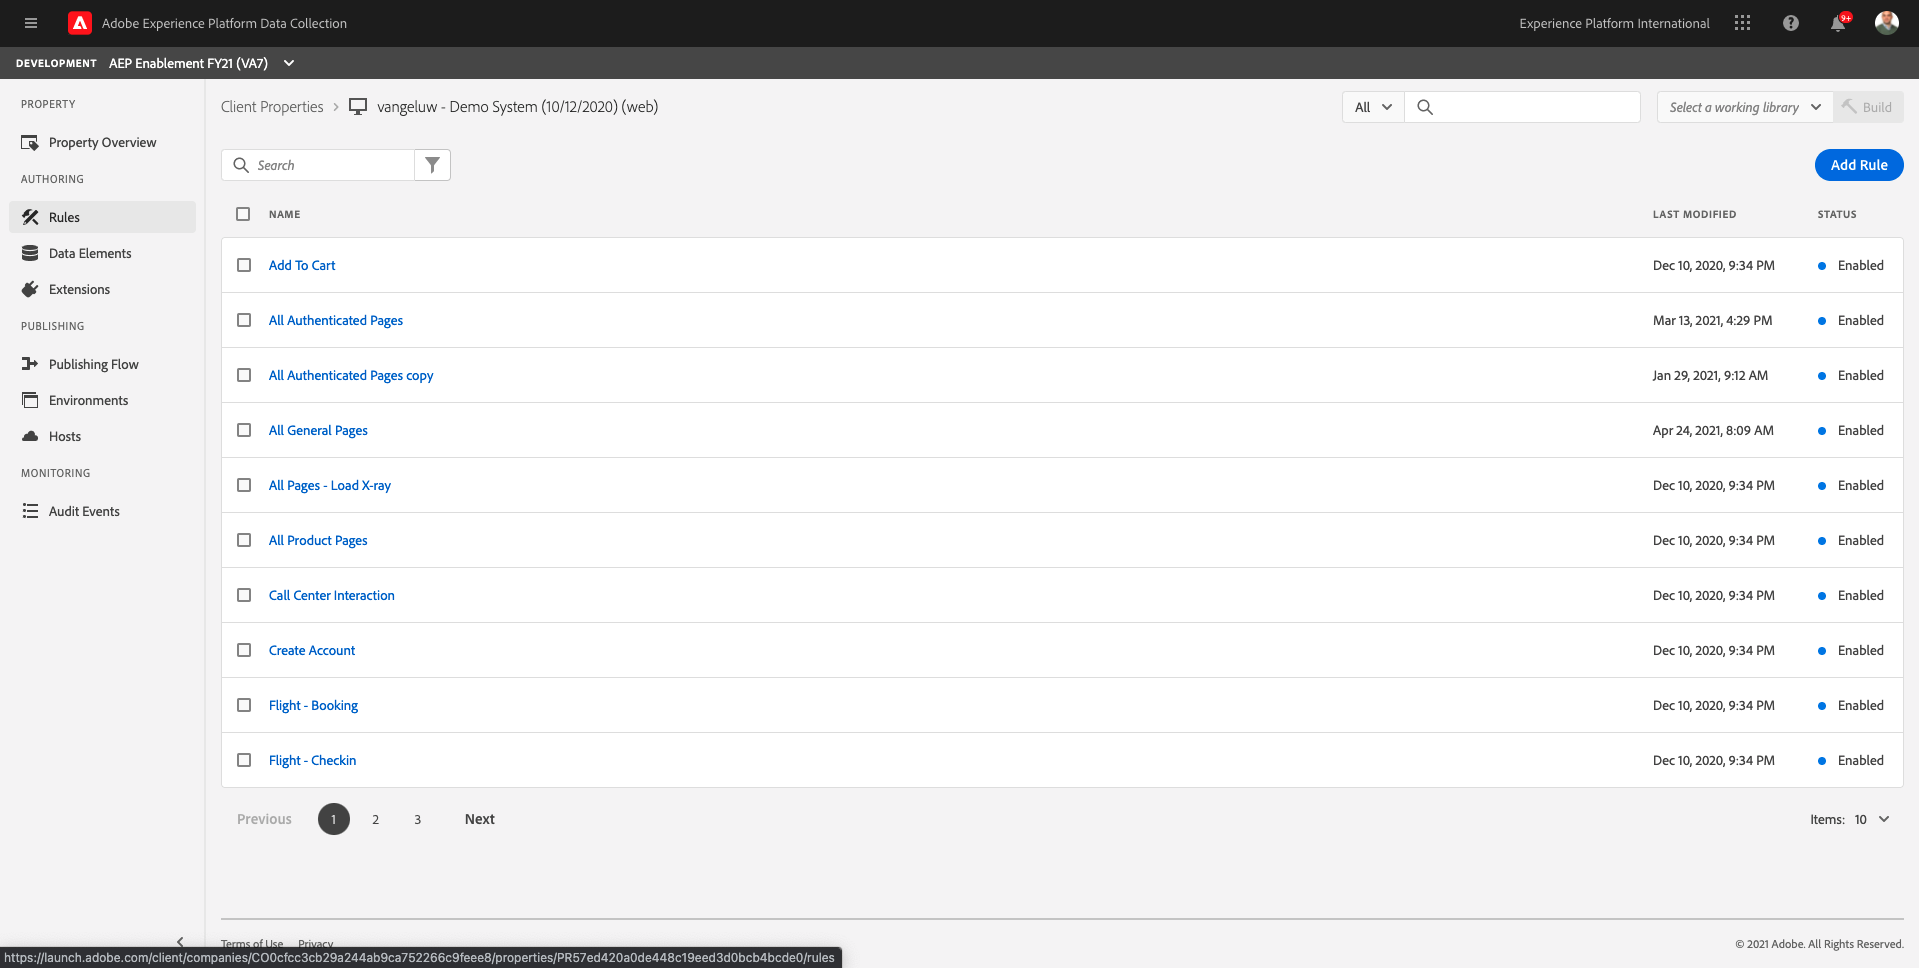 Adobe Experience Platform Data Collection
Experience Platform International
9+
DEVELOPMENT AEP Enablement FY21 (VA7)
PROPERTY
Property Overview
AUTHORING
Rules
Data Elements
Extensions
PUBLISHING
Publishing Flow
Environments
Hosts
MONITORING
Audit Events
Client Properties vangeluw - Demo System (10/12/2020) (web)
All
Select a working library
Build
Search
Add Rule
NAME LAST MODIFIED STATUS
Add To Cart Dec 10, 2020, 9:34 PM Enabled
All Authenticated Pages Mar 13, 2021, 4:29 PM Enabled
All Authenticated Pages copy Jan 29, 2021, 9:12 AM Enabled
All General Pages Apr 24, 2021, 8:09 AM Enabled
All Pages - Load X-ray Dec 10, 2020, 9:34 PM Enabled
All Product Pages Dec 10, 2020, 9:34 PM Enabled
Call Center Interaction Dec 10, 2020, 9:34 PM Enabled
Create Account Dec 10, 2020, 9:34 PM Enabled
Flight - Booking Dec 10, 2020, 9:34 PM Enabled
Flight - Checkin Dec 10, 2020, 9:34 PM Enabled
Previous 1 2 3 Next
Items: 10
Terms of Use Privacy
© 2021 Adobe. All Rights Reserved.
https://launch.adobe.com/client/companies/CO0cfcc3cb29a244ab9ca752266c9feee8/properties/PR57ed420a0de448c19eed3d0bcb4bcde0/rules